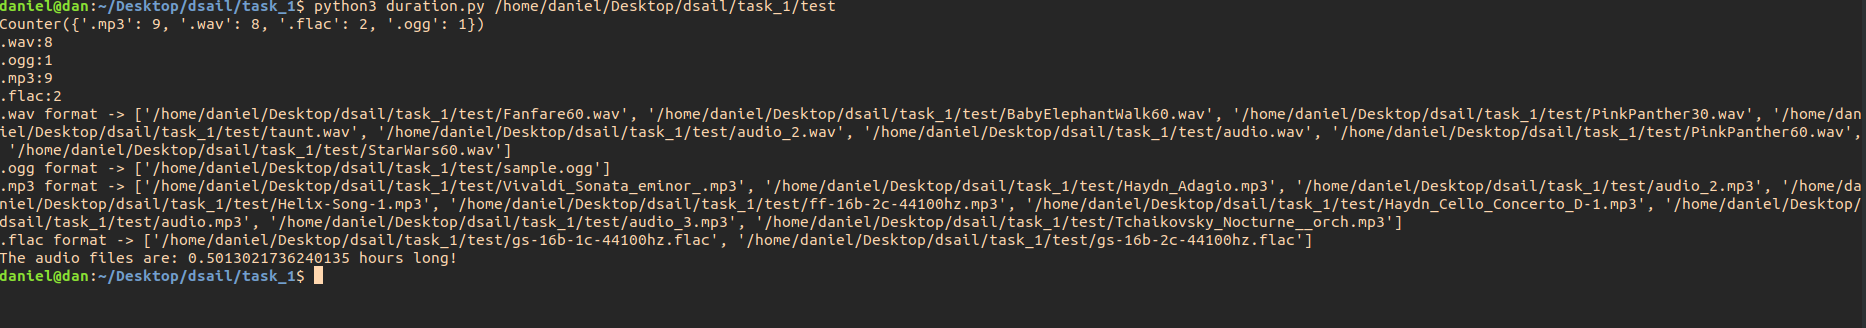 daniel@dan:~/Desktop/dsail/task_1$ python3 duration.py /home/daniel/Desktop/dsail/task_1/test
Counter({'.mp3': 9, '.wav': 8, '.flac': 2, '.ogg': 1})
.wav:8
.ogg:1
.mp3:9
.flac:2
.wav format -> ['/home/daniel/Desktop/dsail/task_1/test/Fanfare60.wav', '/home/daniel/Desktop/dsail/task_1/test/BabyElephantWalk60.wav', '/home/daniel/Desktop/dsail/task_1/test/PinkPanther30.wav', '/home/dan
iel/Desktop/dsail/task_1/test/taunt.wav', '/home/daniel/Desktop/dsail/task_1/test/audio_2.wav', '/home/daniel/Desktop/dsail/task_1/test/audio.wav', '/home/daniel/Desktop/dsail/task_1/test/PinkPanther60.wav',
 '/home/daniel/Desktop/dsail/task_1/test/StarWars60.wav']
.ogg format -> ['/home/daniel/Desktop/dsail/task_1/test/sample.ogg']
.mp3 format -> ['/home/daniel/Desktop/dsail/task_1/test/Vivaldi_Sonata_eminor_.mp3', '/home/daniel/Desktop/dsail/task_1/test/Haydn_Adagio.mp3', '/home/daniel/Desktop/dsail/task_1/test/audio_2.mp3', '/home/da
niel/Desktop/dsail/task_1/test/Helix-Song-1.mp3', '/home/daniel/Desktop/dsail/task_1/test/ff-16b-2c-44100hz.mp3', '/home/daniel/Desktop/dsail/task_1/test/Haydn_Cello_Concerto_D-1.mp3', '/home/daniel/Desktop/
dsail/task_1/test/audio.mp3', '/home/daniel/Desktop/dsail/task_1/test/audio_3.mp3', '/home/daniel/Desktop/dsail/task_1/test/Tchaikovsky_Nocturne__orch.mp3']
.flac format -> ['/home/daniel/Desktop/dsail/task_1/test/gs-16b-1c-44100hz.flac', '/home/daniel/Desktop/dsail/task_1/test/gs-16b-2c-44100hz.flac']
The audio files are: 0.5013021736240135 hours long!
daniel@dan:~/Desktop/dsail/task_1$